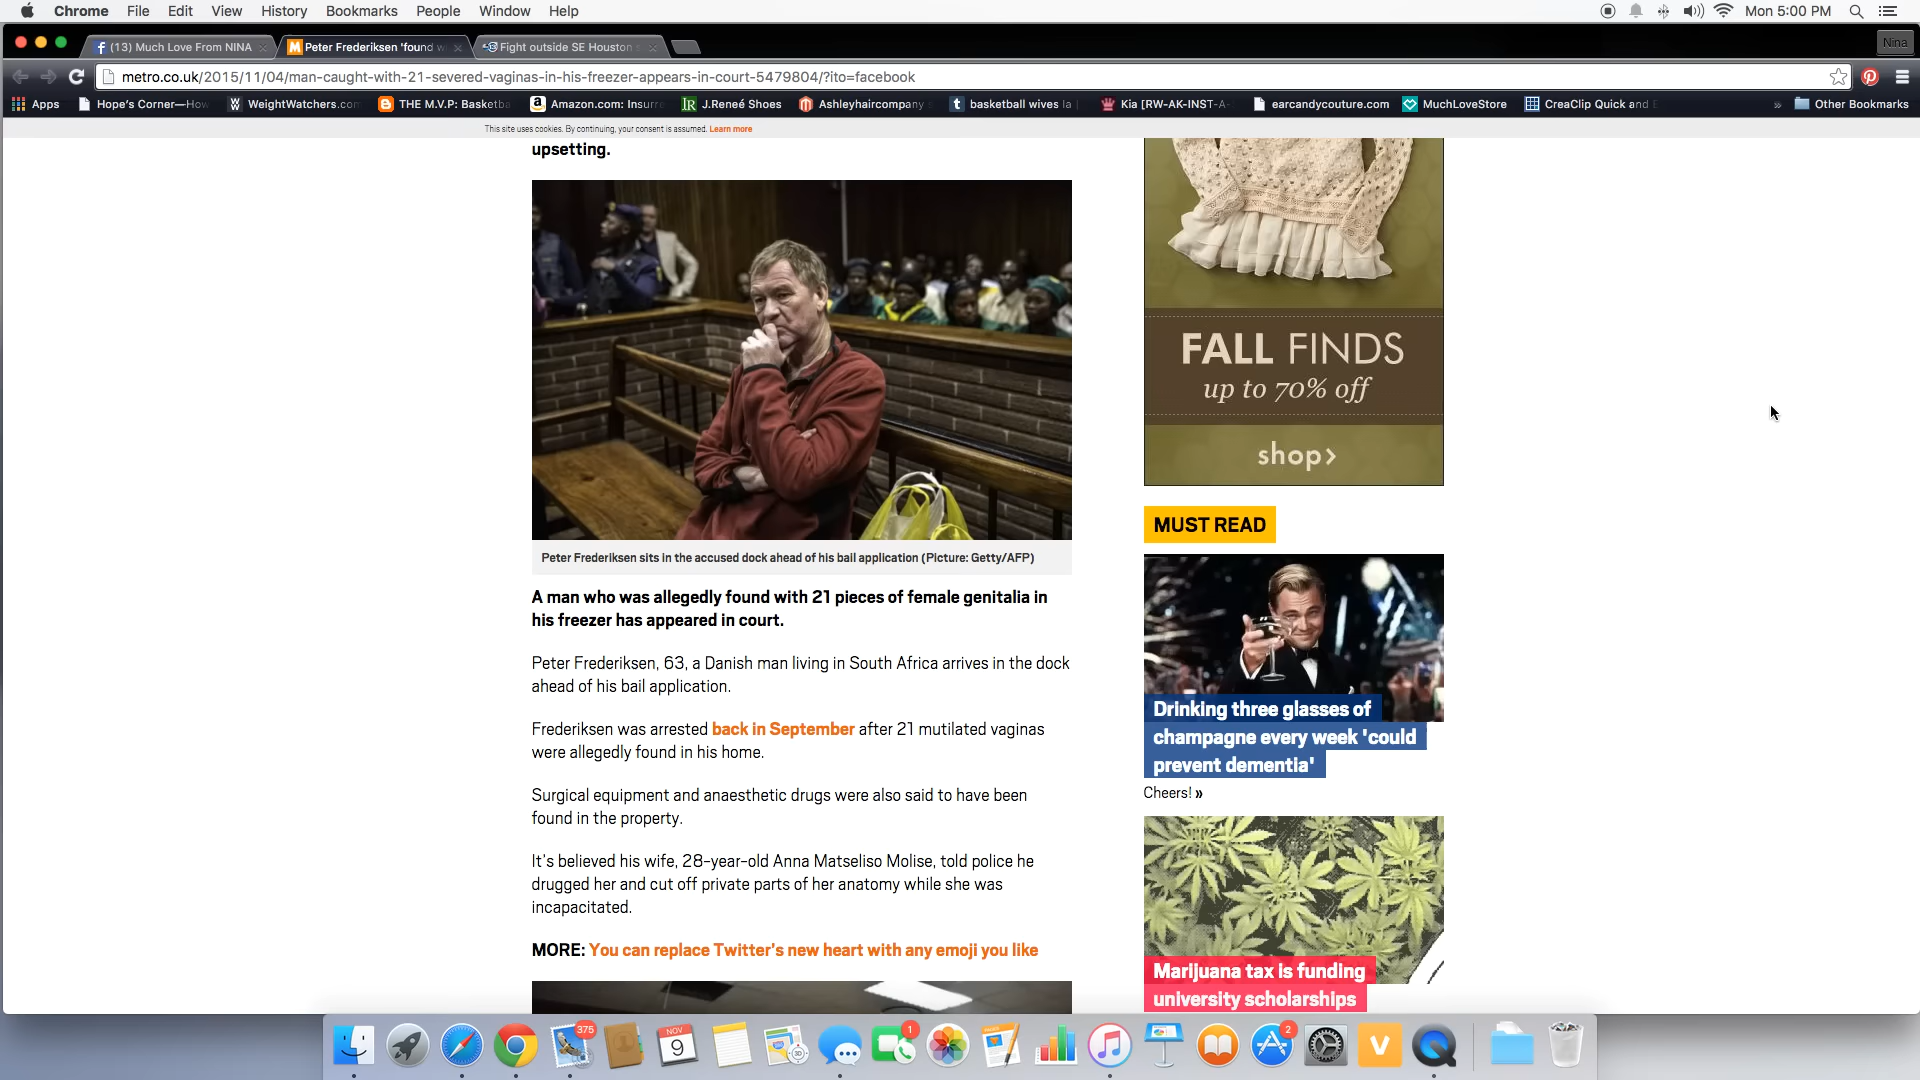 Chrome File Edit View History Bookmarks People Window Help Mon 5:00 PM
(13) Much Love From NINA Peter Frederiksen 'found w Fight outside SE Houston s Nina
metro.co.uk/2015/11/04/man-caught-with-21-severed-vaginas-in-his-freezer-appears-in-court-5479804/?ito=facebook
Apps Hope's Corner—How WeightWatchers.com THE M.V.P: Basketba Amazon.com: Insurre J.Reneé Shoes Ashleyhaircompany basketball wives la | Kia [RW-AK-INST-A- earcandycouture.com MuchLoveStore CreaClip Quick and E » Other Bookmarks
This site uses cookies. By continuing, your consent is assumed. Learn more
upsetting.
Peter Frederiksen sits in the accused dock ahead of his bail application (Picture: Getty/AFP)
A man who was allegedly found with 21 pieces of female genitalia in
his freezer has appeared in court.
Peter Frederiksen, 63, a Danish man living in South Africa arrives in the dock
ahead of his bail application.
Frederiksen was arrested back in September after 21 mutilated vaginas
were allegedly found in his home.
Surgical equipment and anaesthetic drugs were also said to have been
found in the property.
It's believed his wife, 28-year-old Anna Matseliso Molise, told police he
drugged her and cut off private parts of her anatomy while she was
incapacitated.
MORE: You can replace Twitter's new heart with any emoji you like
FALL FINDS
up to 70% off
shop>
MUST READ
Drinking three glasses of
champagne every week 'could
prevent dementia'
Cheers! »
Marijuana tax is funding
university scholarships
375
NOV
9
1
PAGES
2